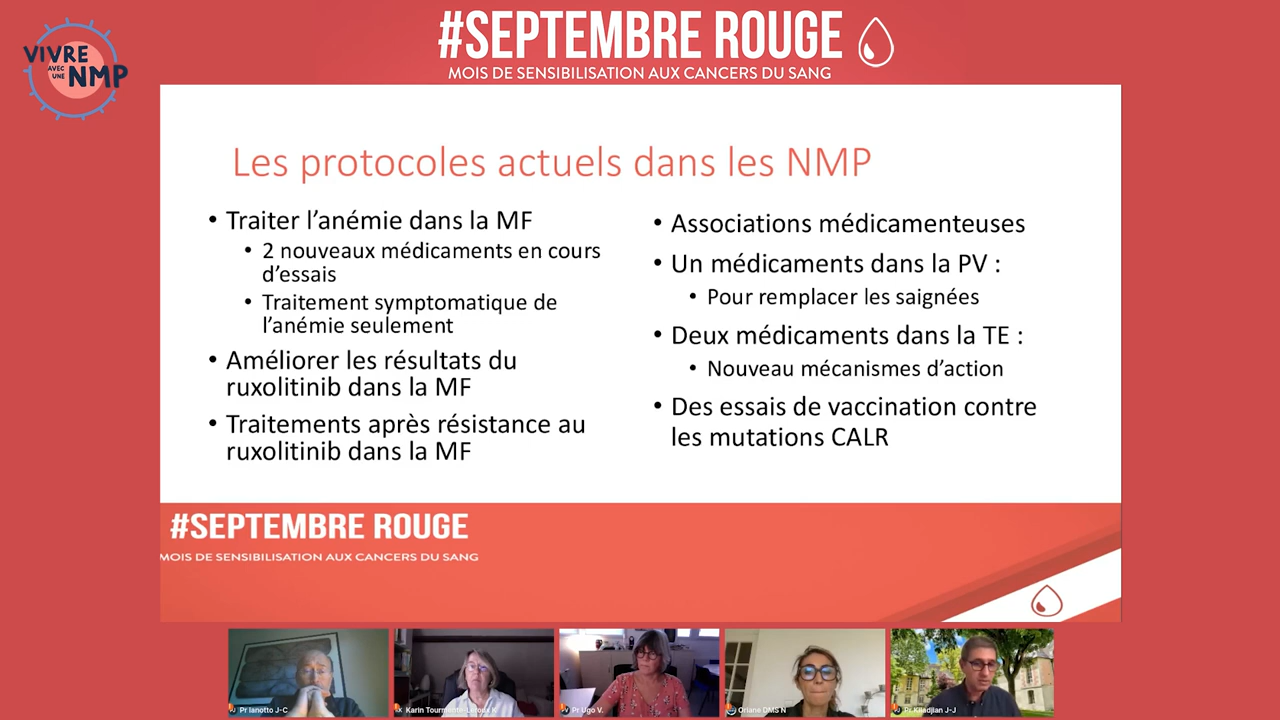 #SEPTEMBRE ROUGE
MOIS DE SENSIBILISATION AUX CANCERS DU SANG
VIVRE
AVEC
UNE
NMP
Les protocoles actuels dans les NMP
• Traiter l’anémie dans la MF
• 2 nouveaux médicaments en cours
d’essais
• Traitement symptomatique de
l’anémie seulement
• Améliorer les résultats du
ruxolitinib dans la MF
• Traitements après résistance au
ruxolitinib dans la MF
• Associations médicamenteuses
• Un médicaments dans la PV :
• Pour remplacer les saignées
• Deux médicaments dans la TE :
• Nouveau mécanismes d’action
• Des essais de vaccination contre
les mutations CALR
#SEPTEMBRE ROUGE
MOIS DE SENSIBILISATION AUX CANCERS DU SANG
Pr Ianotto J-C
Karin
Pr Ugo V.
Oriane DMS N
Pr Kiladjian J-J